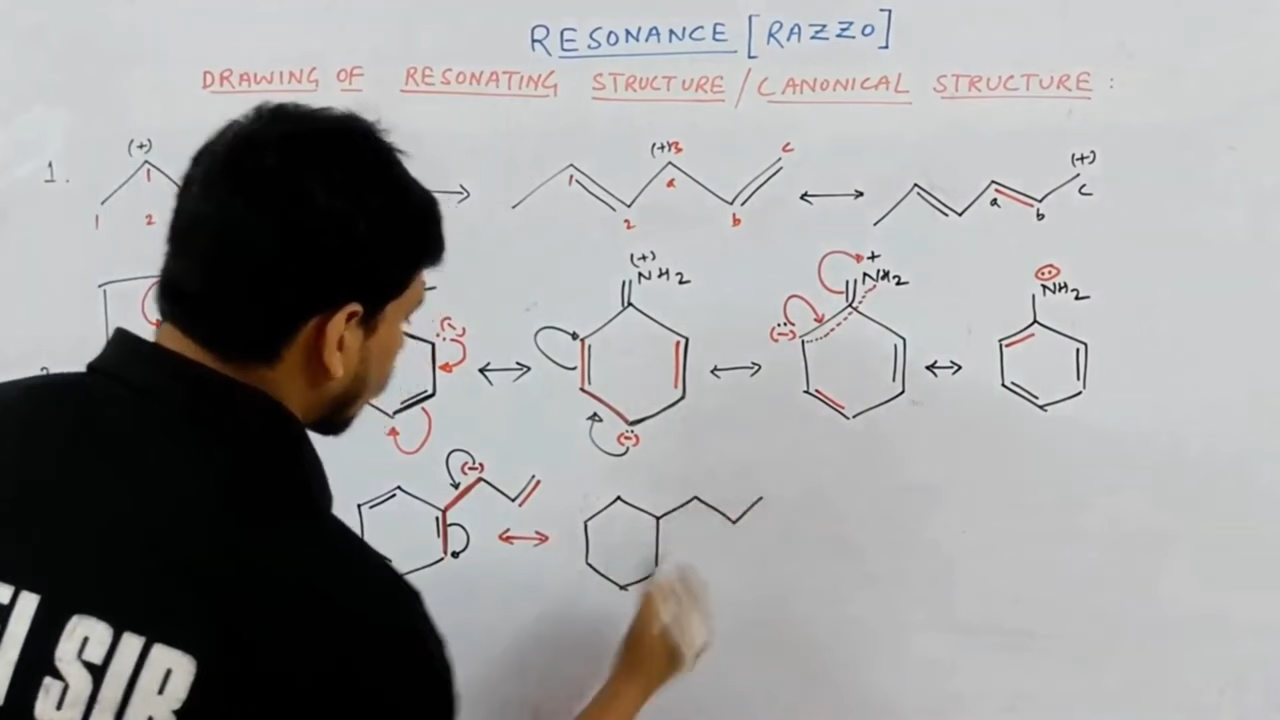 RESONANCE [RAZZO]
DRAWING OF RESONATING STRUCTURE / CANONICAL STRUCTURE :
1. (+) 1 1 2 (+)B 1 2 a b c (+) a b c
(-) (+) NH2 (-) + NH2 (-) NH2
(-)
SIR